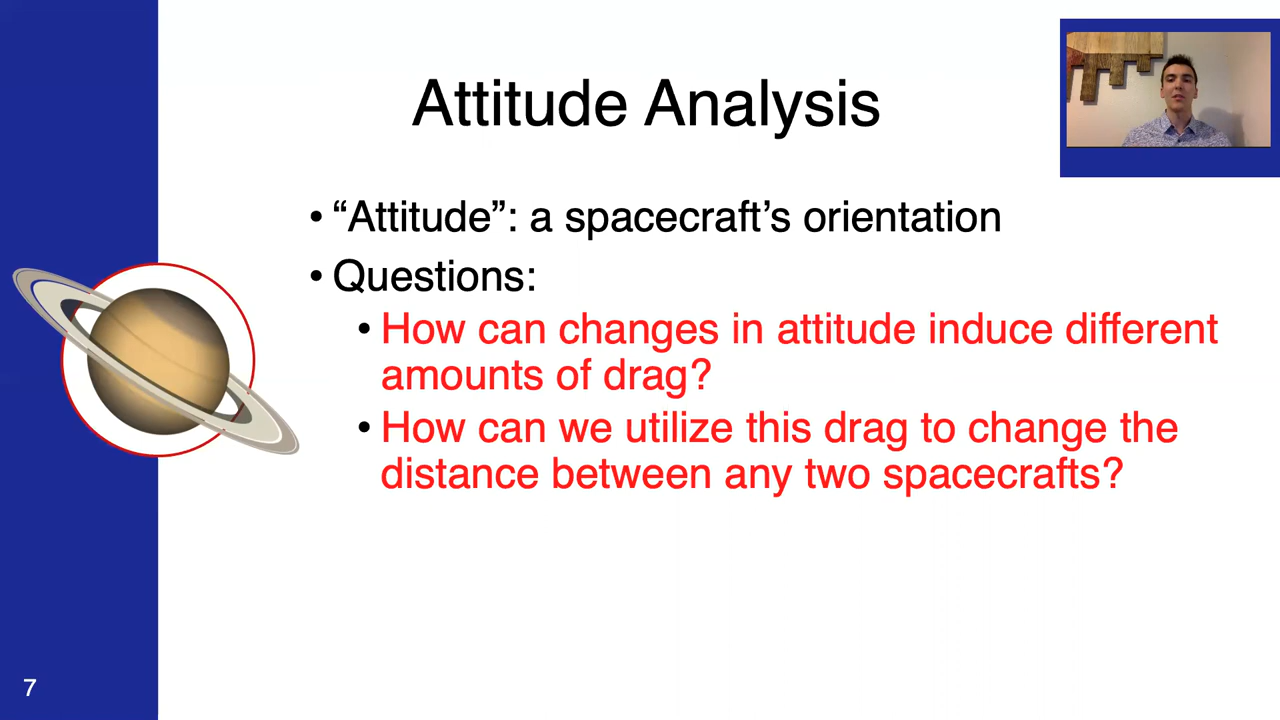 Attitude Analysis
• “Attitude”: a spacecraft’s orientation
• Questions:
• How can changes in attitude induce different
amounts of drag?
• How can we utilize this drag to change the
distance between any two spacecrafts?
7